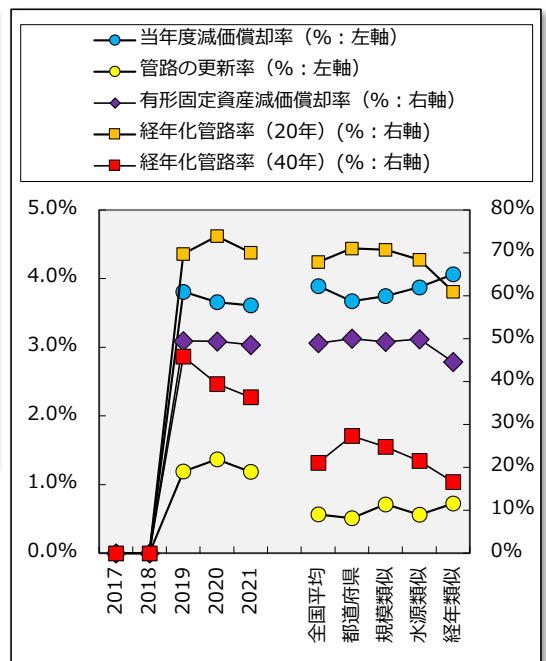 当年度減価償却率（%：左軸）
管路の更新率（%：左軸）
有形固定資産減価償却率（%：右軸）
経年化管路率（20年）(%：右軸)
経年化管路率（40年）(%：右軸)
5.0%
4.0%
3.0%
2.0%
1.0%
0.0%
80%
70%
60%
50%
40%
30%
20%
10%
0%
2017
2018
2019
2020
2021
全国平均
都道府県
規模類似
水源類似
経年類似